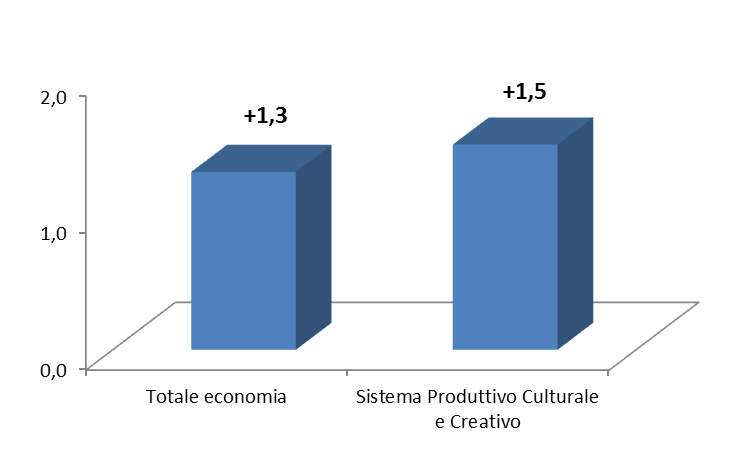 2,0
+1,3
+1,5
1,0
0,0
Totale economia
Sistema Produttivo Culturale
e Creativo